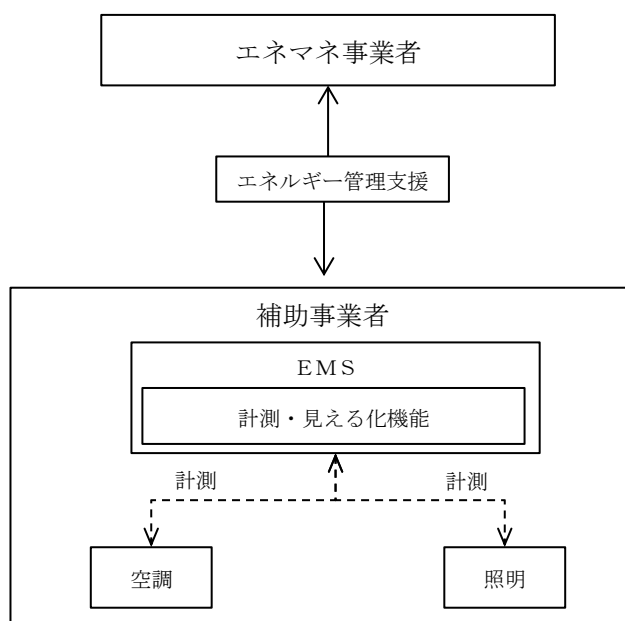 エネマネ事業者
エネルギー管理支援
補助事業者
ＥＭＳ
計測・見える化機能
計測
計測
空調
照明